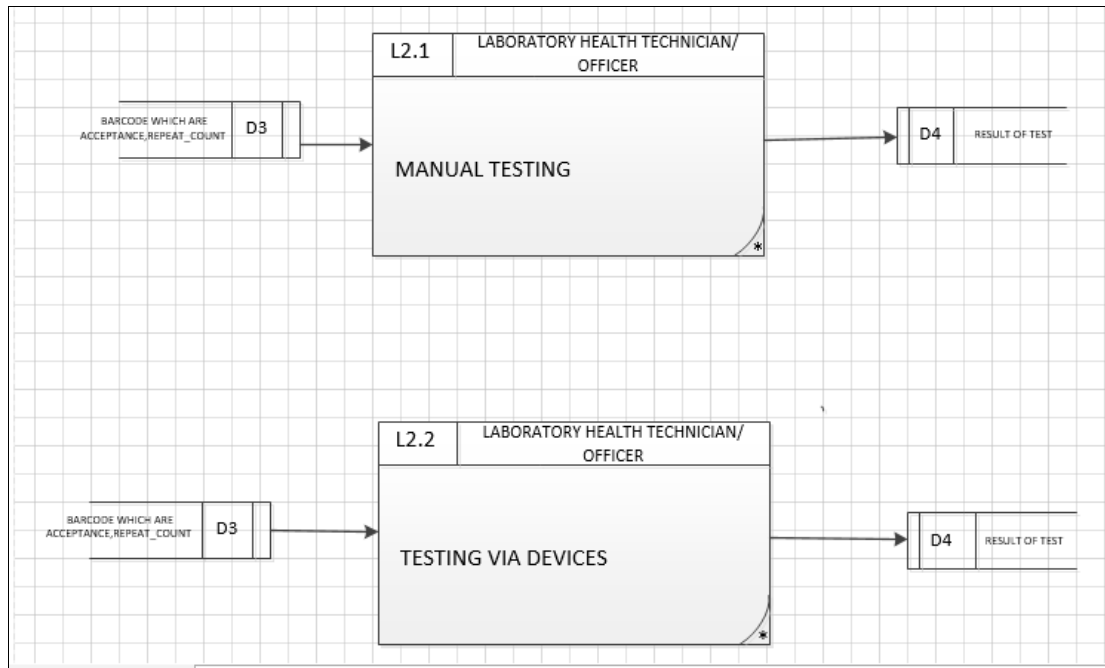 L2.1
LABORATORY HEALTH TECHNICIAN/
OFFICER
BARCODE WHICH ARE
ACCEPTANCE,REPEAT_COUNT
D3
MANUAL TESTING
*
D4
RESULT OF TEST
L2.2
LABORATORY HEALTH TECHNICIAN/
OFFICER
BARCODE WHICH ARE
ACCEPTANCE,REPEAT_COUNT
D3
TESTING VIA DEVICES
*
D4
RESULT OF TEST